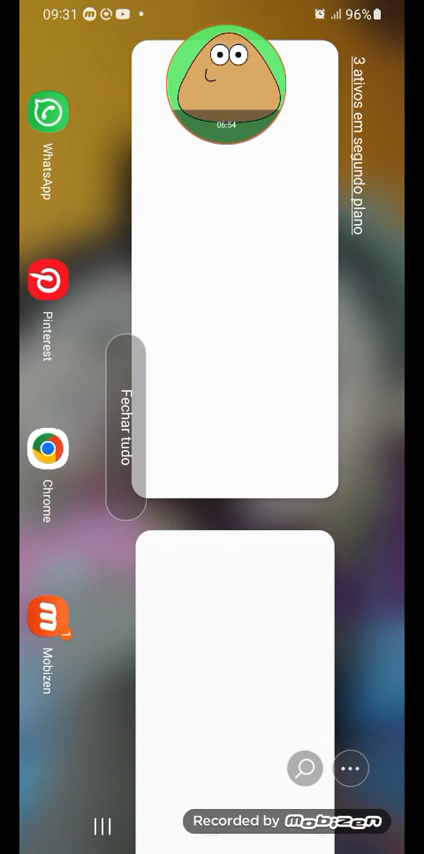 09:31
96%
06:54
3 ativos em segundo plano
Fechar tudo
WhatsApp
Pinterest
Chrome
1
Mobizen
Recorded by mobizen